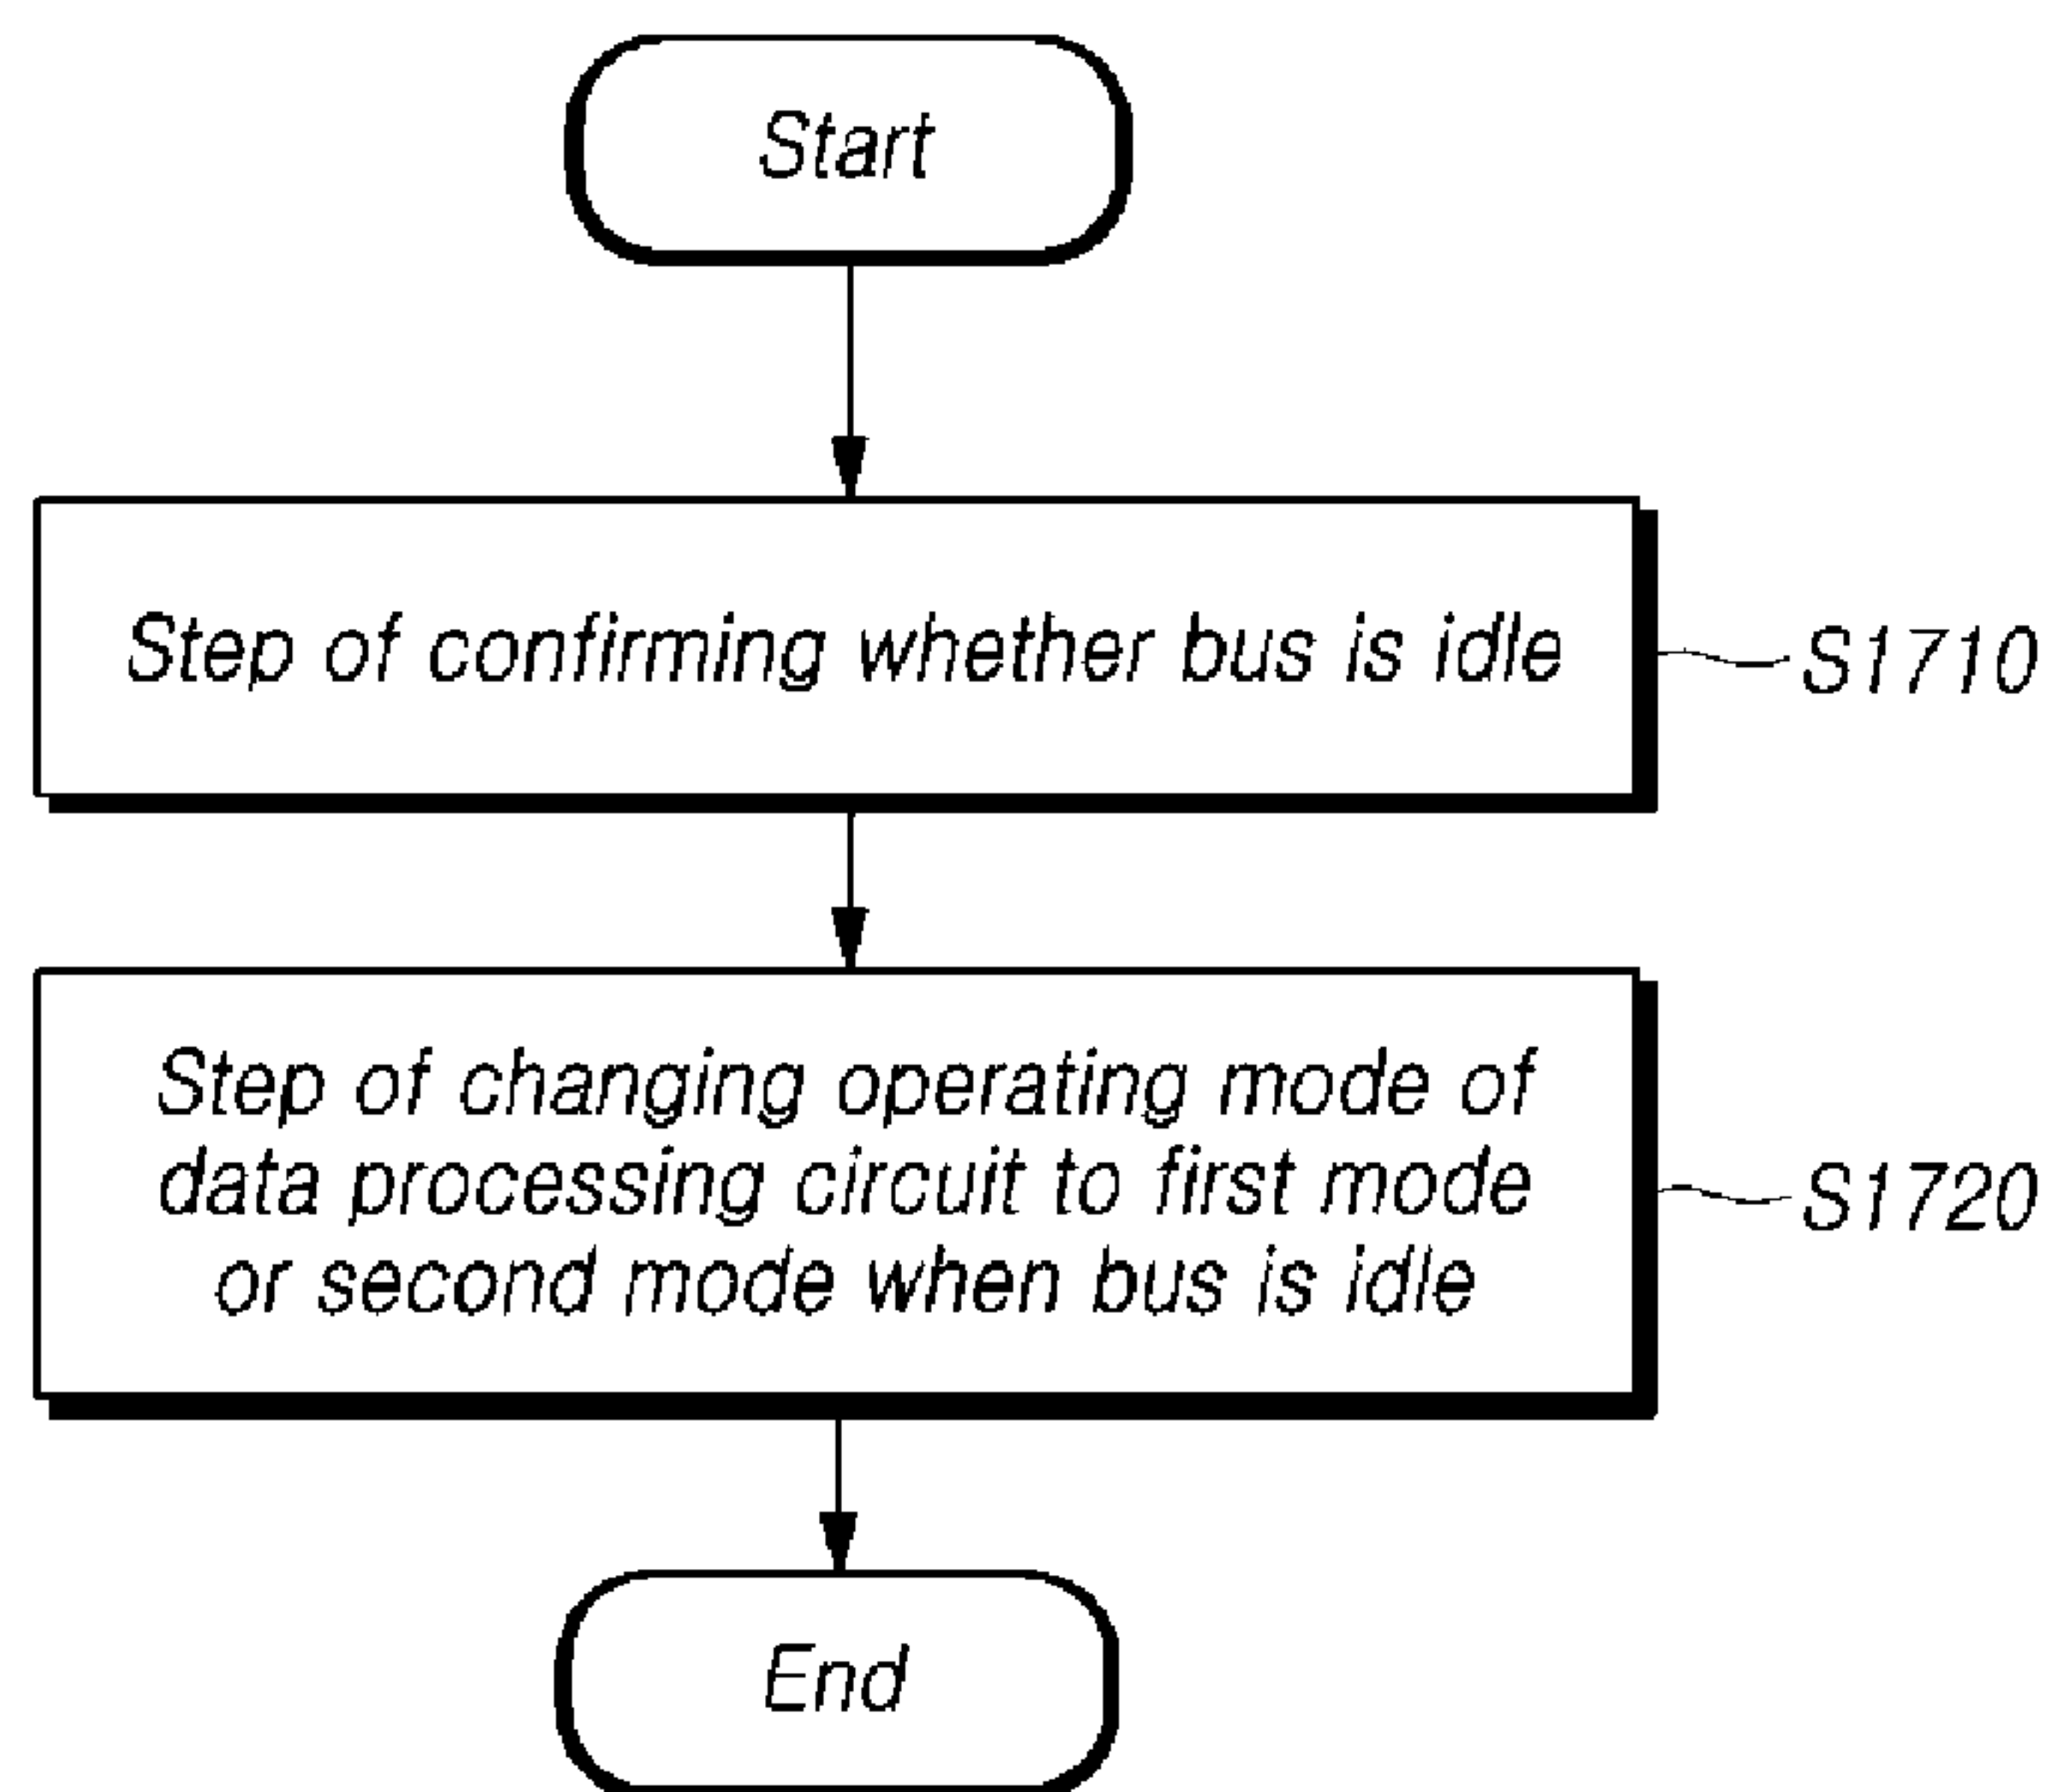 Start
Step of confirming whether bus is idle
S1710
Step of changing operating mode of
data processing circuit to first mode
or second mode when bus is idle
S1720
End